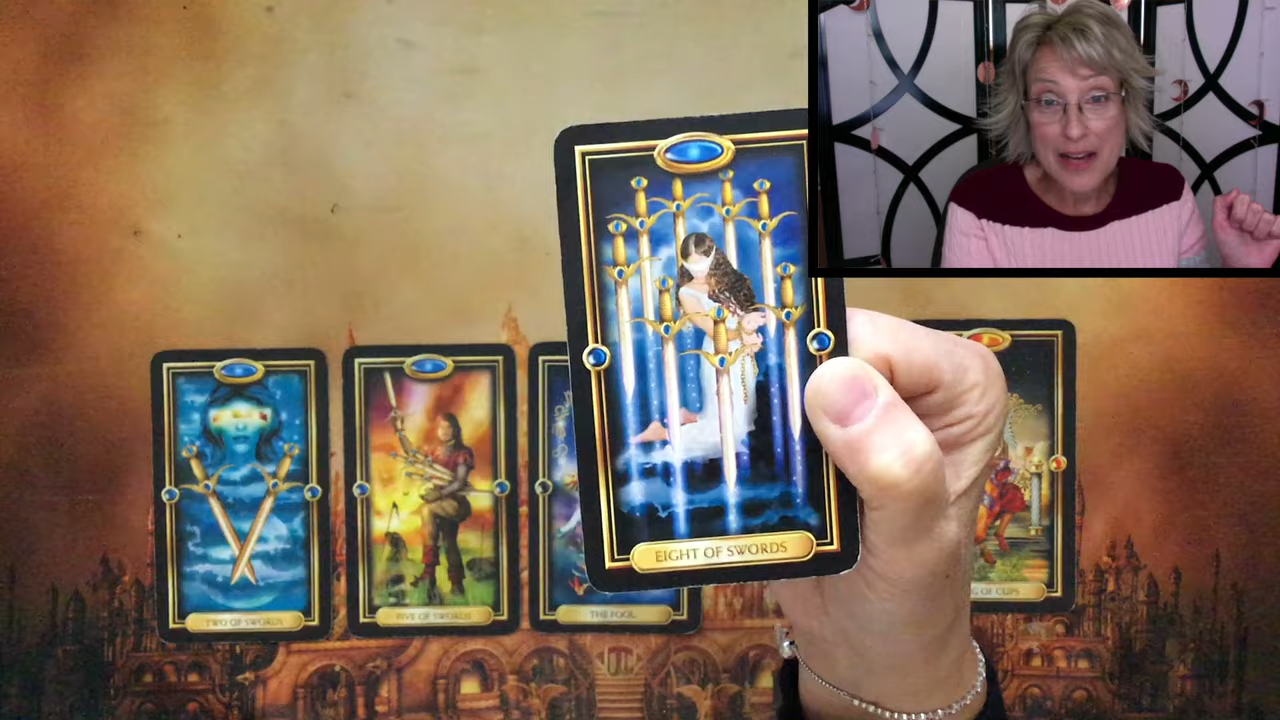 EIGHT OF SWORDS
TWO OF SWORDS
FIVE OF SWORDS
THE FOOL
G OF CUPS